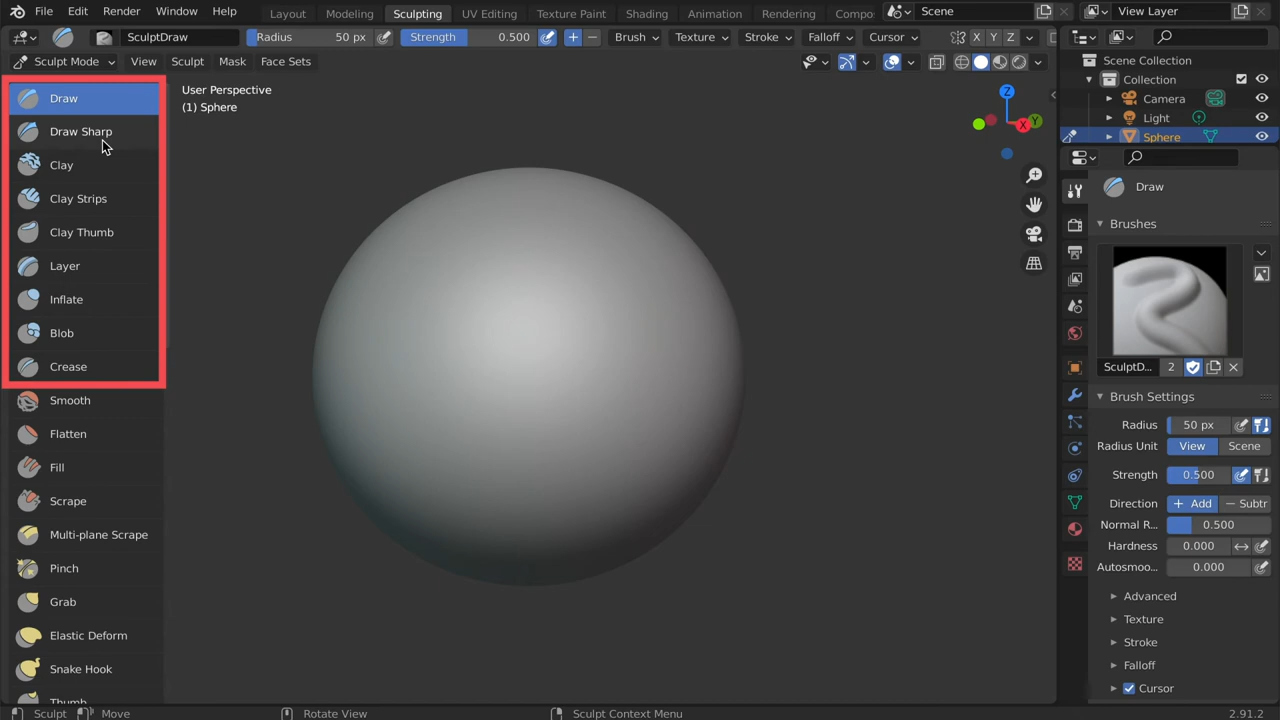 File Edit Render Window Help Layout Modeling Sculpting UV Editing Texture Paint Shading Animation Rendering Compo Scene View Layer
SculptDraw Radius 50 px Strength 0.500 + − Brush Texture Stroke Falloff Cursor X Y Z
Sculpt Mode View Sculpt Mask Face Sets
User Perspective
(1) Sphere
Z
X
Y
Draw
Draw Sharp
Clay
Clay Strips
Clay Thumb
Layer
Inflate
Blob
Crease
Smooth
Flatten
Fill
Scrape
Multi-plane Scrape
Pinch
Grab
Elastic Deform
Snake Hook
Thumb
Scene Collection
Collection
Camera
Light
Sphere
Draw
Brushes
SculptD... 2
Brush Settings
Radius 50 px
Radius Unit View Scene
Strength 0.500
Direction + Add − Subtr
Normal R... 0.500
Hardness 0.000
Autosmoo... 0.000
Advanced
Texture
Stroke
Falloff
Cursor
Sculpt Move Rotate View Sculpt Context Menu 2.91.2